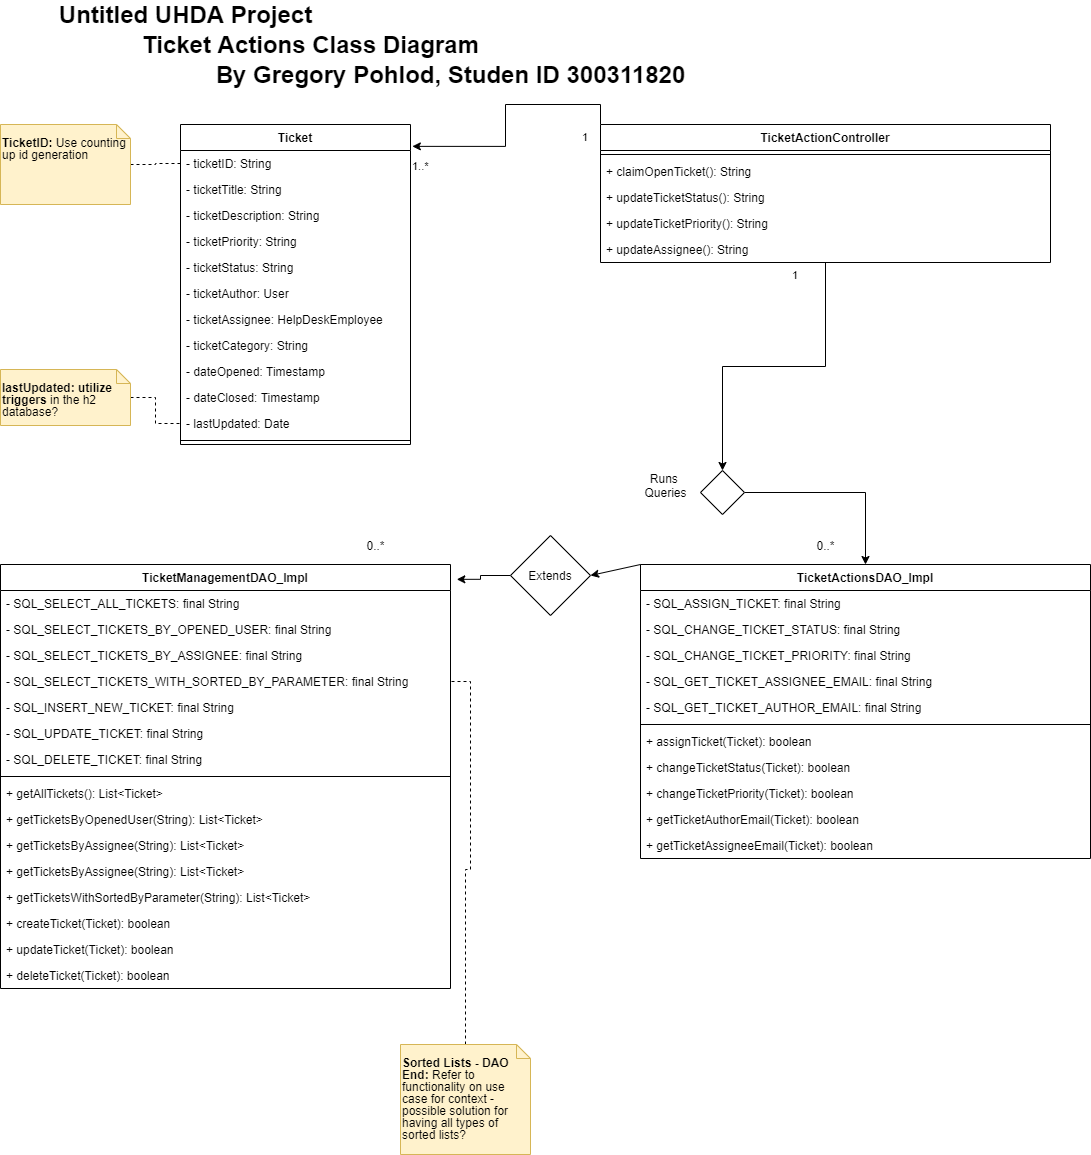 Untitled UHDA Project
Ticket Actions Class Diagram
By Gregory Pohlod, Studen ID 300311820
TicketID: Use counting
up id generation
Ticket
- ticketID: String
- ticketTitle: String
- ticketDescription: String
- ticketPriority: String
- ticketStatus: String
- ticketAuthor: User
- ticketAssignee: HelpDeskEmployee
- ticketCategory: String
- dateOpened: Timestamp
- dateClosed: Timestamp
- lastUpdated: Date
1..*
1
TicketActionController
+ claimOpenTicket(): String
+ updateTicketStatus(): String
+ updateTicketPriority(): String
+ updateAssignee(): String
1
lastUpdated: utilize
triggers in the h2
database?
Runs
Queries
0..*
0..*
Extends
TicketManagementDAO_Impl
- SQL_SELECT_ALL_TICKETS: final String
- SQL_SELECT_TICKETS_BY_OPENED_USER: final String
- SQL_SELECT_TICKETS_BY_ASSIGNEE: final String
- SQL_SELECT_TICKETS_WITH_SORTED_BY_PARAMETER: final String
- SQL_INSERT_NEW_TICKET: final String
- SQL_UPDATE_TICKET: final String
- SQL_DELETE_TICKET: final String
+ getAllTickets(): List<Ticket>
+ getTicketsByOpenedUser(String): List<Ticket>
+ getTicketsByAssignee(String): List<Ticket>
+ getTicketsByAssignee(String): List<Ticket>
+ getTicketsWithSortedByParameter(String): List<Ticket>
+ createTicket(Ticket): boolean
+ updateTicket(Ticket): boolean
+ deleteTicket(Ticket): boolean
TicketActionsDAO_Impl
- SQL_ASSIGN_TICKET: final String
- SQL_CHANGE_TICKET_STATUS: final String
- SQL_CHANGE_TICKET_PRIORITY: final String
- SQL_GET_TICKET_ASSIGNEE_EMAIL: final String
- SQL_GET_TICKET_AUTHOR_EMAIL: final String
+ assignTicket(Ticket): boolean
+ changeTicketStatus(Ticket): boolean
+ changeTicketPriority(Ticket): boolean
+ getTicketAuthorEmail(Ticket): boolean
+ getTicketAssigneeEmail(Ticket): boolean
Sorted Lists - DAO
End: Refer to
functionality on use
case for context -
possible solution for
having all types of
sorted lists?